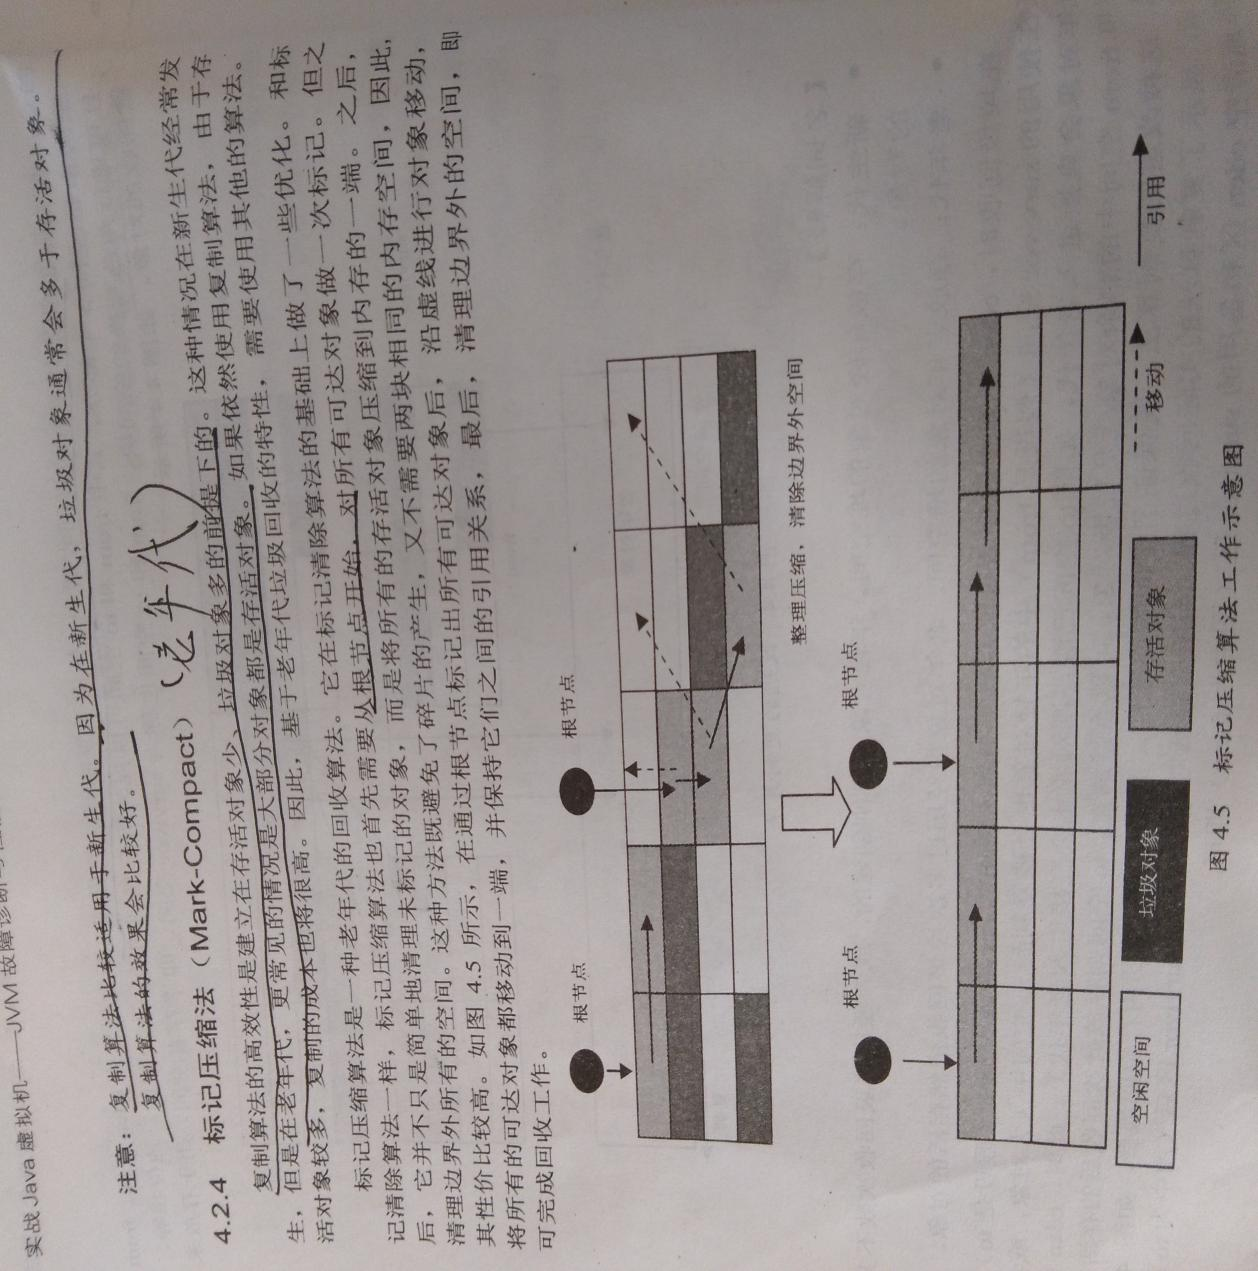 实战 Java 虚拟机——JVM 故障诊断与
注意：复制算法比较适用于新生代。因为在新生代，垃圾对象通常会多于存活对象。
复制算法的效果会比较好。
（老年代）
4.2.4 标记压缩法（Mark-Compact）
复制算法的高效性是建立在存活对象少、垃圾对象多的前提下的。这种情况在新生代经常发
生，但是在老年代，更常见的情况是大部分对象都是存活对象。如果依然使用复制算法，由于存
活对象较多，复制的成本也将很高。因此，基于老年代垃圾回收的特性，需要使用其他的算法。
标记压缩算法是一种老年代的回收算法。它在标记清除算法的基础上做了一些优化。和标
记清除算法一样，标记压缩算法也首先需要从根节点开始，对所有可达对象做一次标记。但之
后，它并不只是简单地清理未标记的对象，而是将所有的存活对象压缩到内存的一端。之后，
清理边界外所有的空间。这种方法既避免了碎片的产生，又不需要两块相同的内存空间，因此，
其性价比较高。如图 4.5 所示，在通过根节点标记出所有可达对象后，沿虚线进行对象移动，
将所有的可达对象都移动到一端，并保持它们之间的引用关系，最后，清理边界外的空间，即
可完成回收工作。
根节点
根节点
整理压缩，清除边界外空间
根节点
根节点
空闲空间
垃圾对象
存活对象
移动
引用
图 4.5 标记压缩算法工作示意图